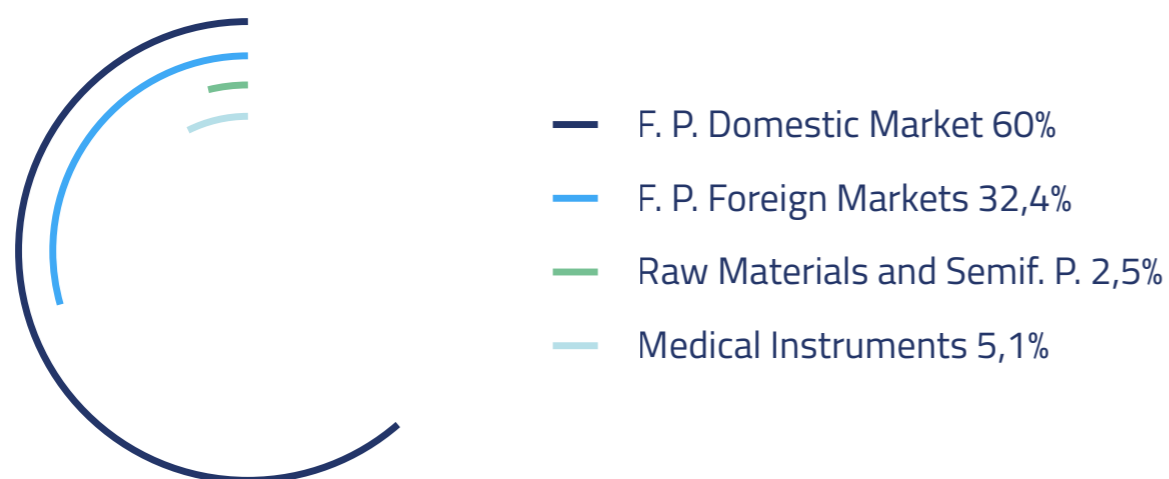 F. P. Domestic Market 60%
F. P. Foreign Markets 32,4%
Raw Materials and Semif. P. 2,5%
Medical Instruments 5,1%